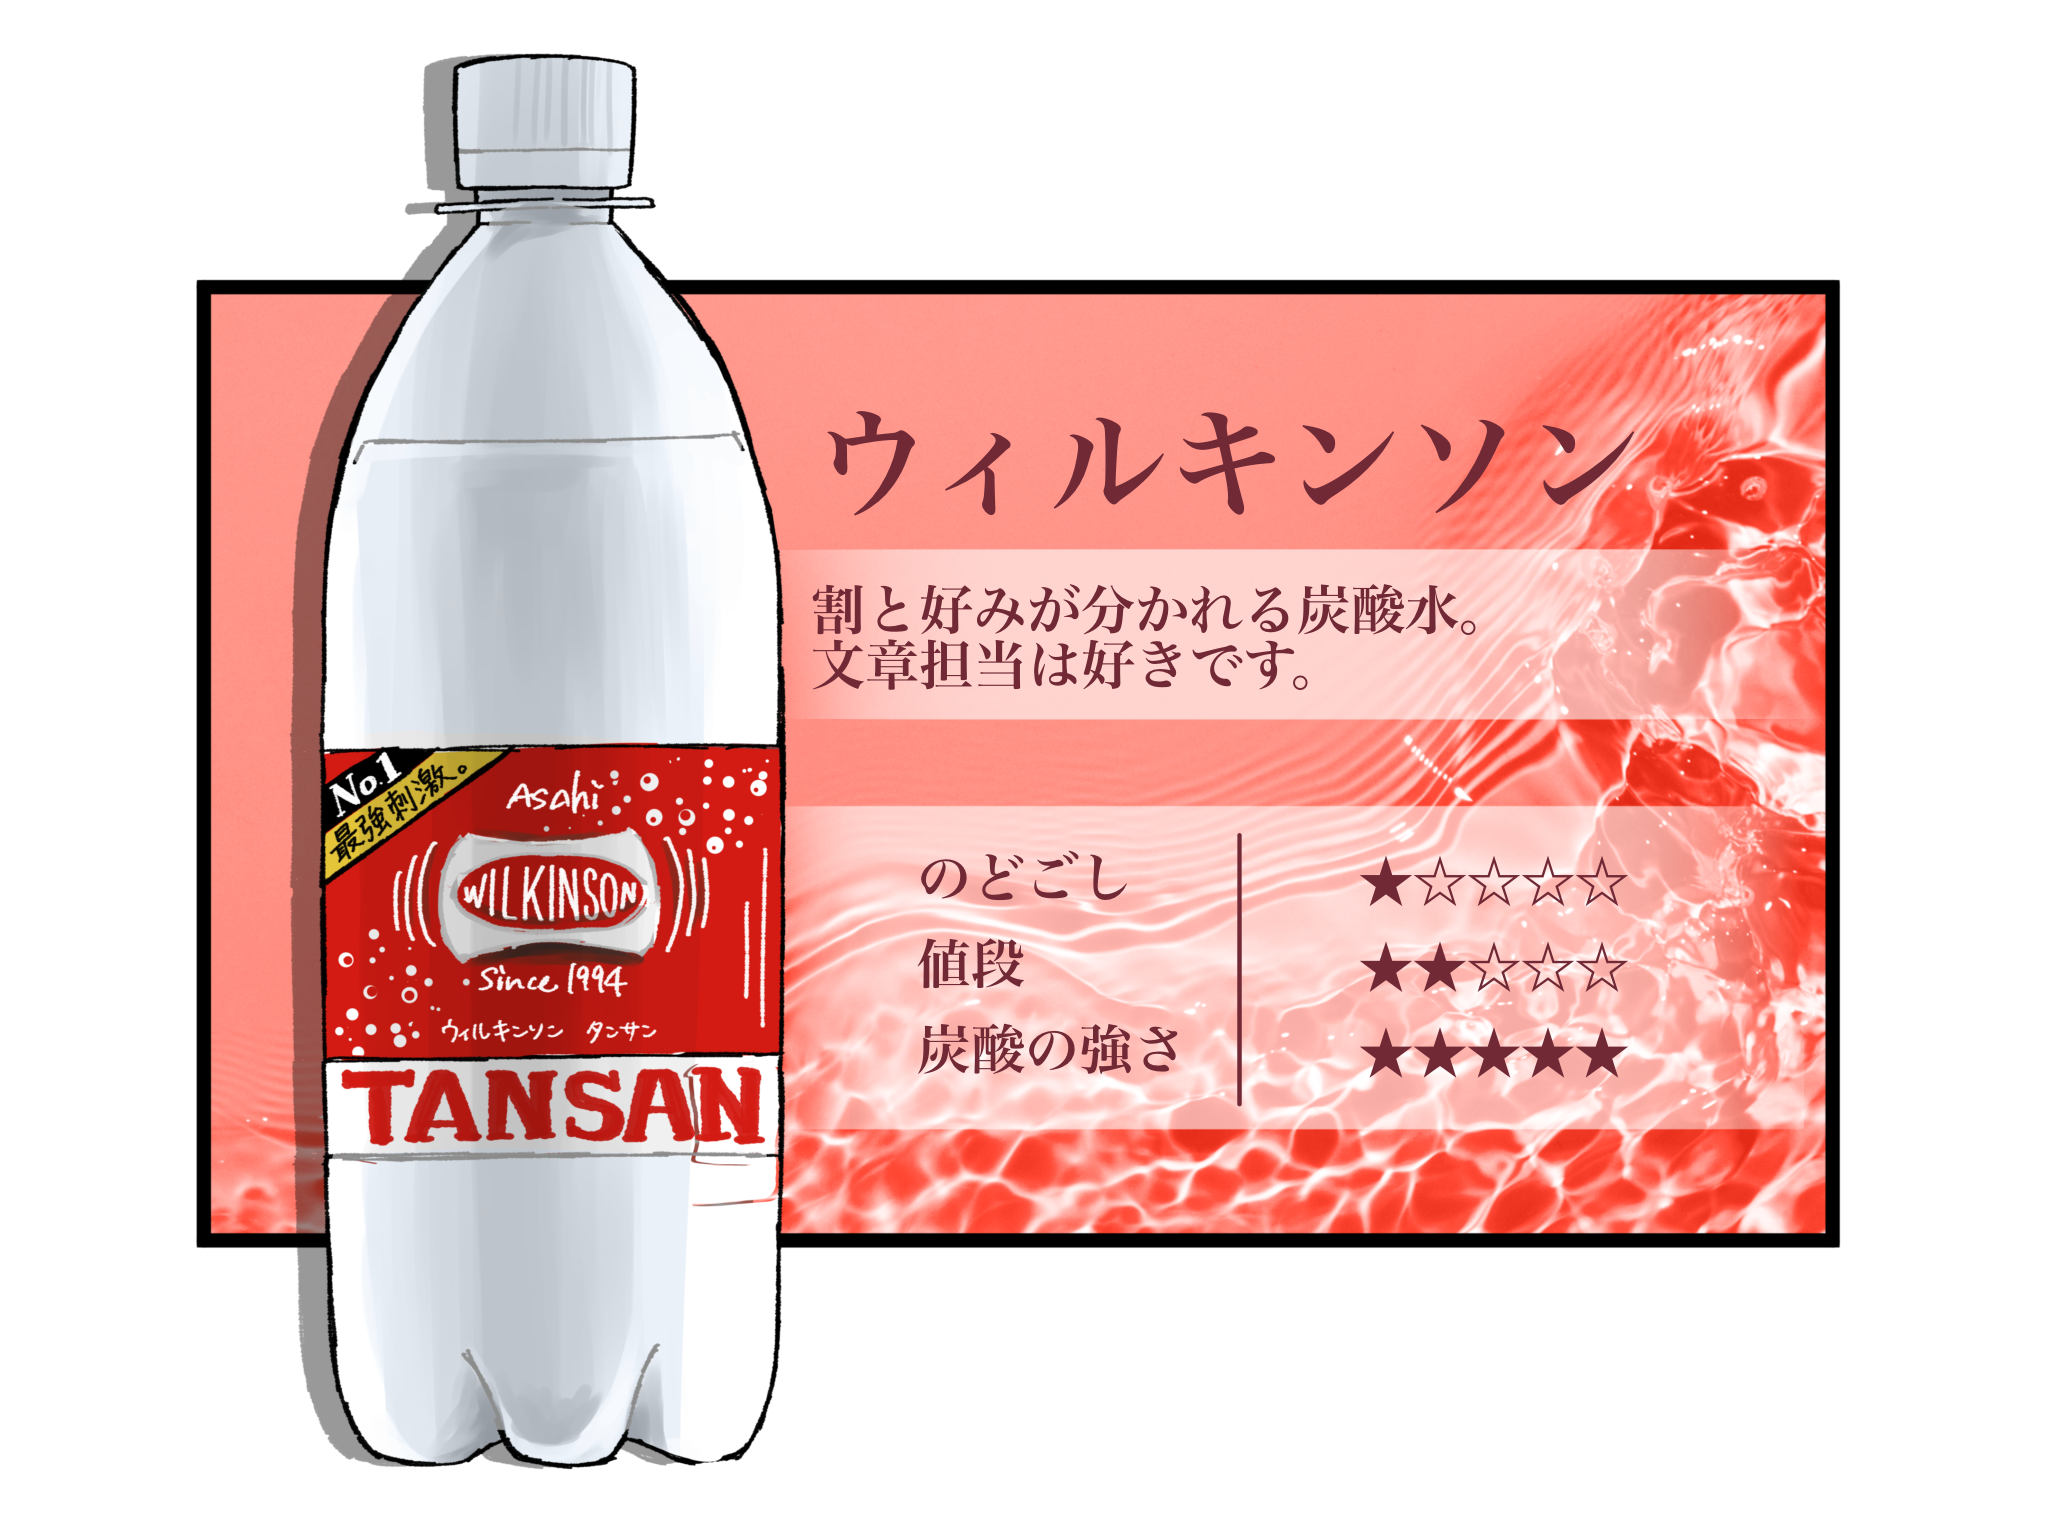 ウィルキンソン
割と好みが分かれる炭酸水。
文章担当は好きです。
のどごし ★☆☆☆☆
値段 ★★☆☆☆
炭酸の強さ ★★★★★
No.1
最強刺激。
Asahi
WILKINSON
Since 1994
ウィルキンソン タンサン
TANSAN